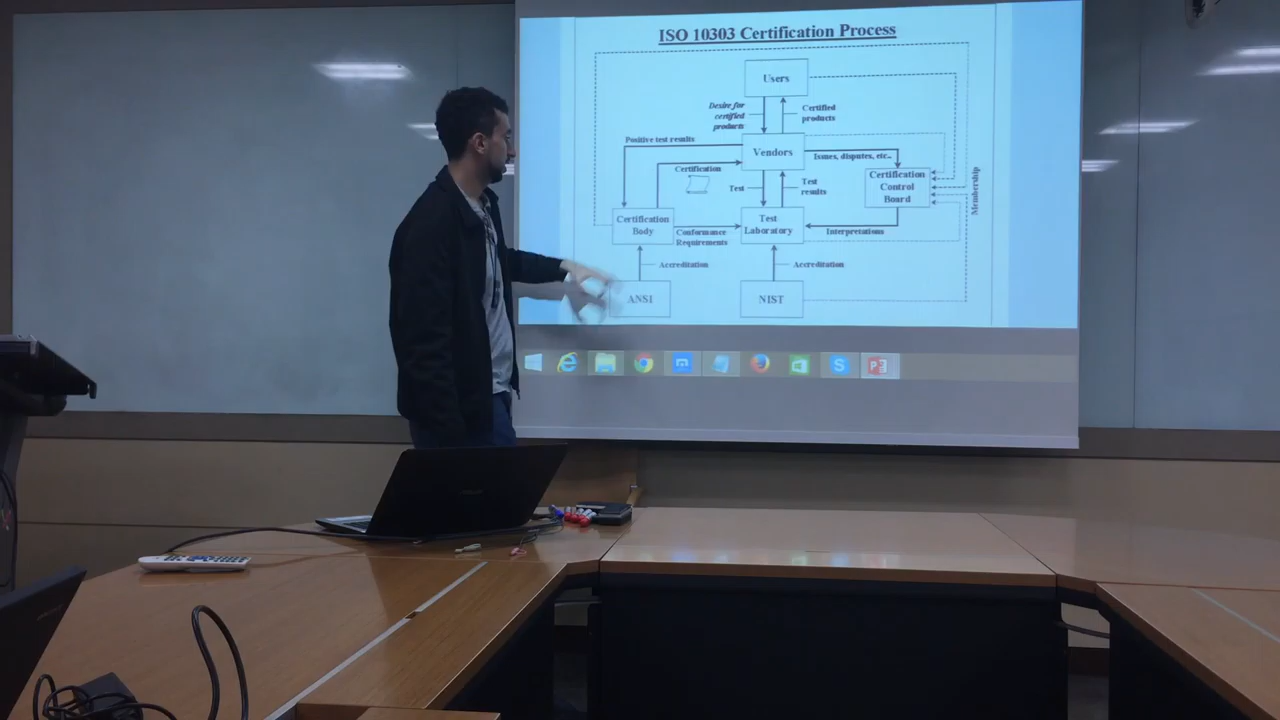 ISO 10303 Certification Process
Users
Desire for
certified
products
Certified
products
Positive test results
Vendors
Issues, disputes, etc..
Certification
Test
Test
results
Certification
Control
Board
Membership
Certification
Body
Conformance
Requirements
Test
Laboratory
Interpretations
Accreditation
Accreditation
ANSI
NIST